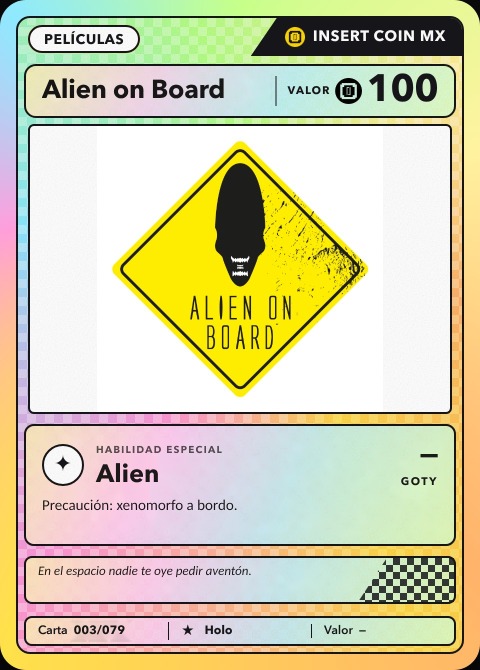 PELÍCULAS
INSERT COIN MX
Alien on Board
VALOR 100
ALIEN ON
BOARD
HABILIDAD ESPECIAL
Alien
—
GOTY
Precaución: xenomorfo a bordo.
En el espacio nadie te oye pedir aventón.
Carta 003/079 ★ Holo Valor —